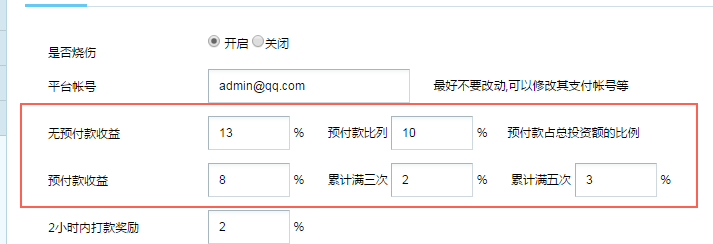 是否烧伤 开启 关闭
平台帐号 admin@qq.com 最好不要改动,可以修改其支付帐号等
无预付款收益 13 % 预付款比列 10 % 预付款占总投资额的比例
预付款收益 8 % 累计满三次 2 % 累计满五次 3 %
2小时内打款奖励 2 %